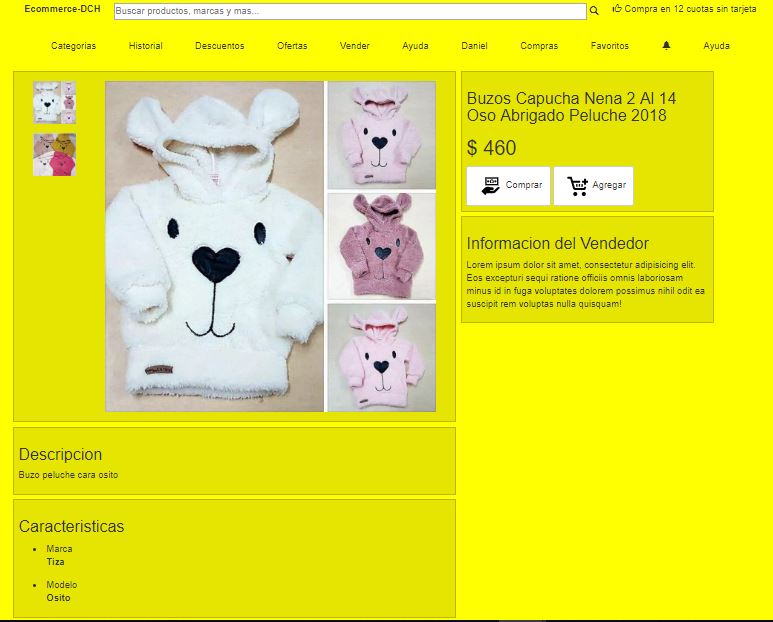 Ecommerce-DCH
Buscar productos, marcas y mas...
Compra en 12 cuotas sin tarjeta
Categorias Historial Descuentos Ofertas Vender Ayuda Daniel Compras Favoritos Ayuda
Buzos Capucha Nena 2 Al 14
Oso Abrigado Peluche 2018
$ 460
Comprar
Agregar
Informacion del Vendedor
Lorem ipsum dolor sit amet, consectetur adipisicing elit.
Eos excepturi sequi ratione officiis omnis laboriosam
minus id in fuga voluptates dolorem possimus nihil odit ea
suscipit rem voluptas nulla quisquam!
Descripcion
Buzo peluche cara osito
Caracteristicas
Marca
Tiza
Modelo
Osito